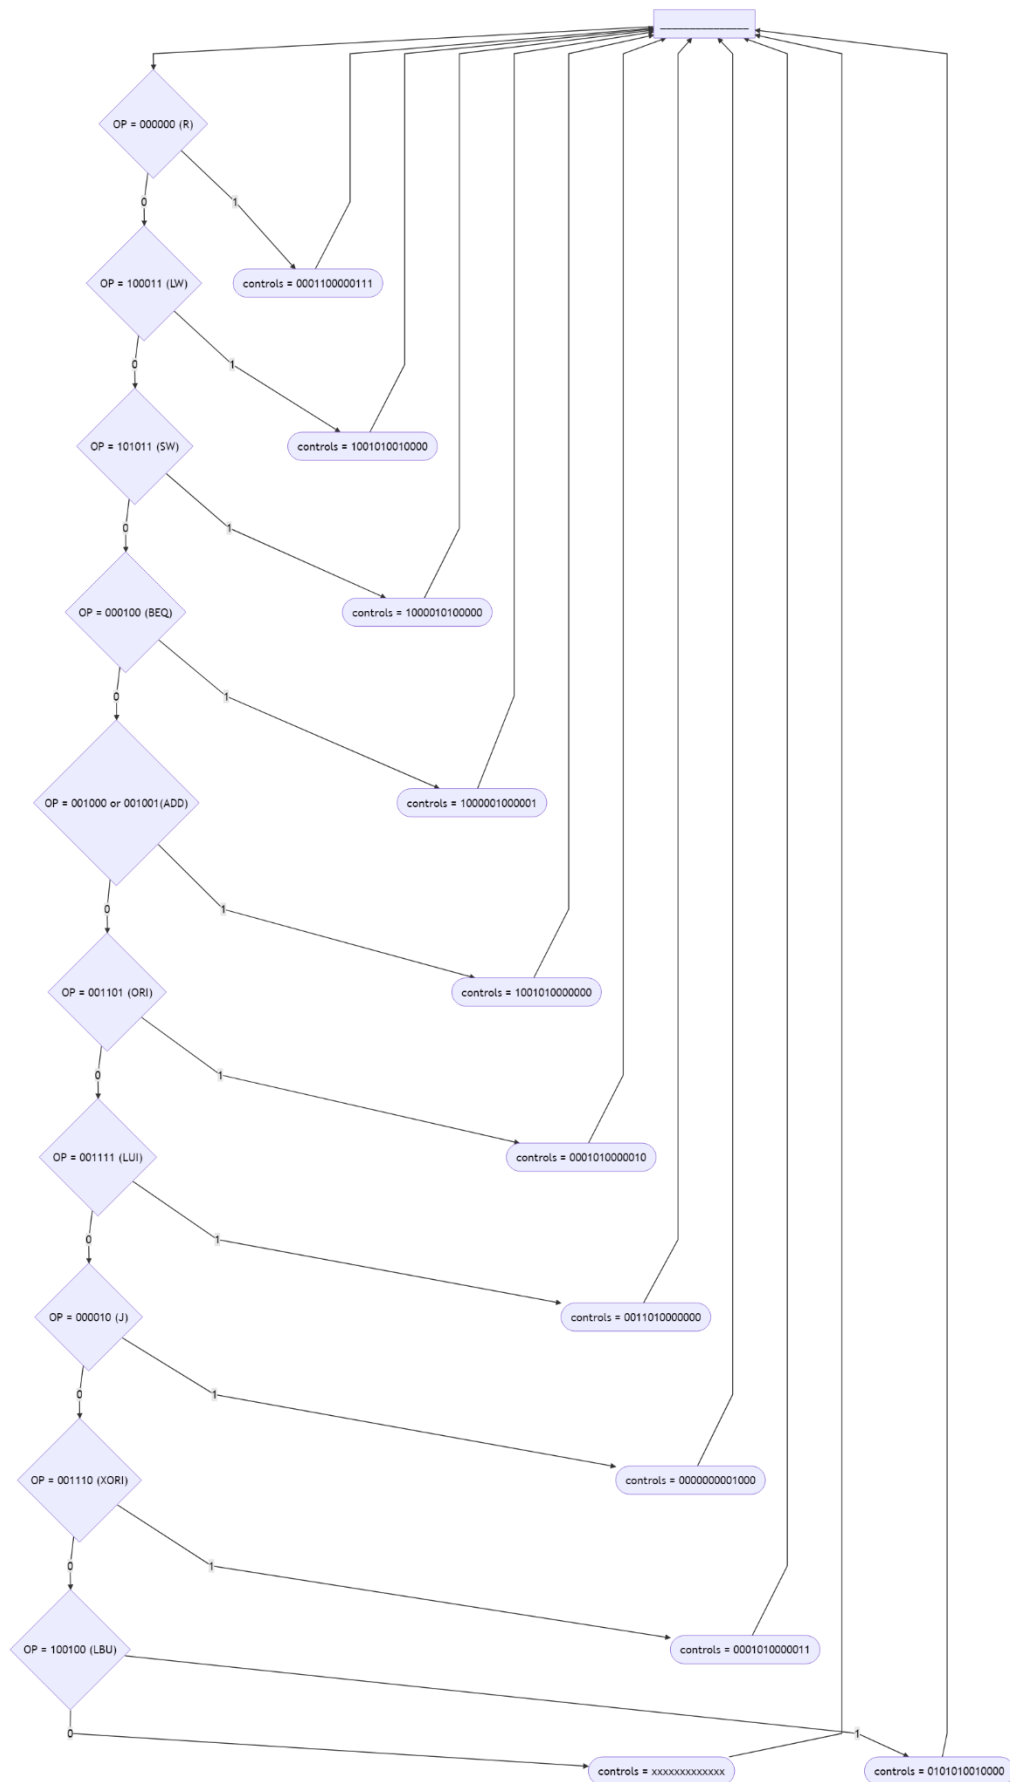 OP = 000000 (R)
0
1
controls = 0001100000111
OP = 100011 (LW)
0
1
controls = 1001010010000
OP = 101011 (SW)
0
1
controls = 1000010100000
OP = 000100 (BEQ)
0
1
controls = 1000001000001
OP = 001000 or 001001(ADD)
0
1
controls = 1001010000000
OP = 001101 (ORI)
0
1
controls = 0001010000010
OP = 001111 (LUI)
0
1
controls = 0011010000000
OP = 000010 (J)
0
1
controls = 0000000001000
OP = 001110 (XORI)
0
1
controls = 0001010000011
OP = 100100 (LBU)
0
1
controls = xxxxxxxxxxxxx
controls = 0101010010000